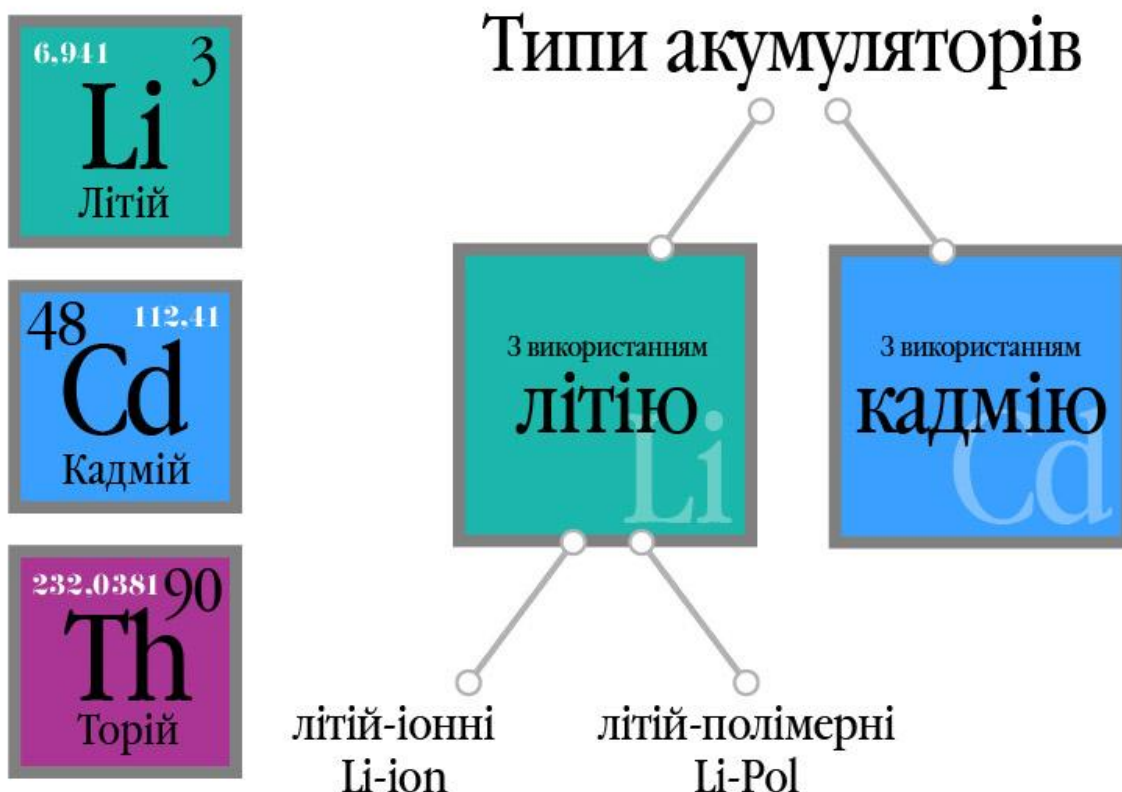 6,941 3
Li
Літій
48 112,41
Cd
Кадмій
232,0381 90
Th
Торій
Типи акумуляторів
З використанням
літію
Li
З використанням
кадмію
Cd
літій-іонні
Li-ion
літій-полімерні
Li-Pol